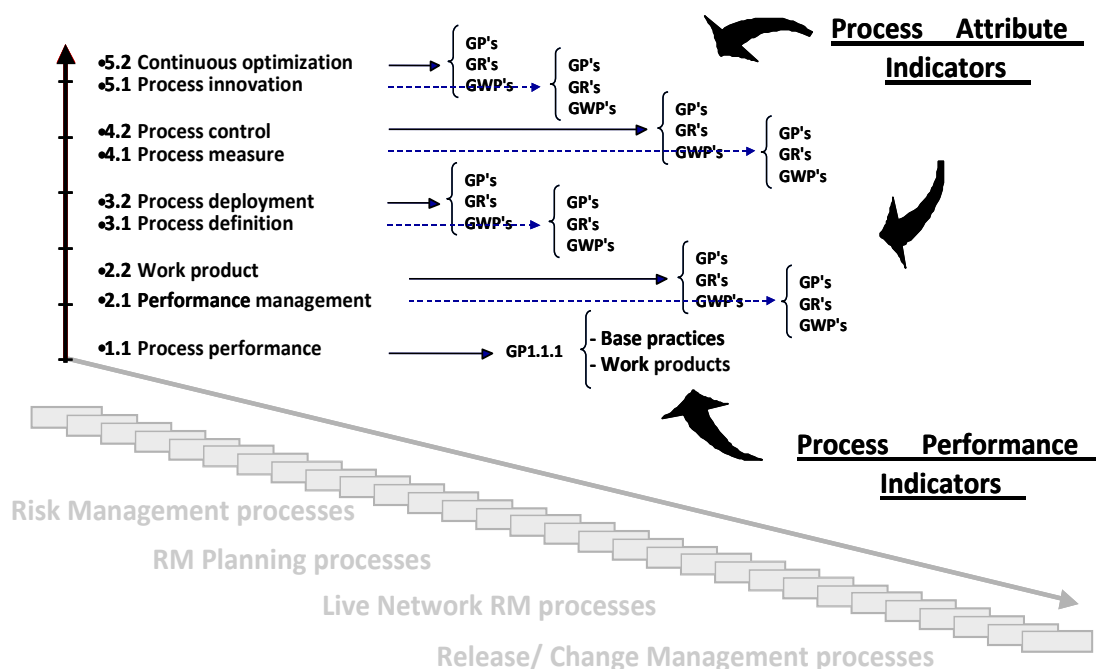 Process Attribute
Indicators
•5.2 Continuous optimization
GP's
GR's
GWP's
•5.1 Process innovation
GP's
GR's
GWP's
•4.2 Process control
GP's
GR's
GWP's
•4.1 Process measure
GP's
GR's
GWP's
•3.2 Process deployment
GP's
GR's
GWP's
•3.1 Process definition
GP's
GR's
GWP's
•2.2 Work product
GP's
GR's
GWP's
•2.1 Performance management
GP's
GR's
GWP's
•1.1 Process performance
GP1.1.1
- Base practices
- Work products
Process Performance
Indicators
Risk Management processes
RM Planning processes
Live Network RM processes
Release/ Change Management processes